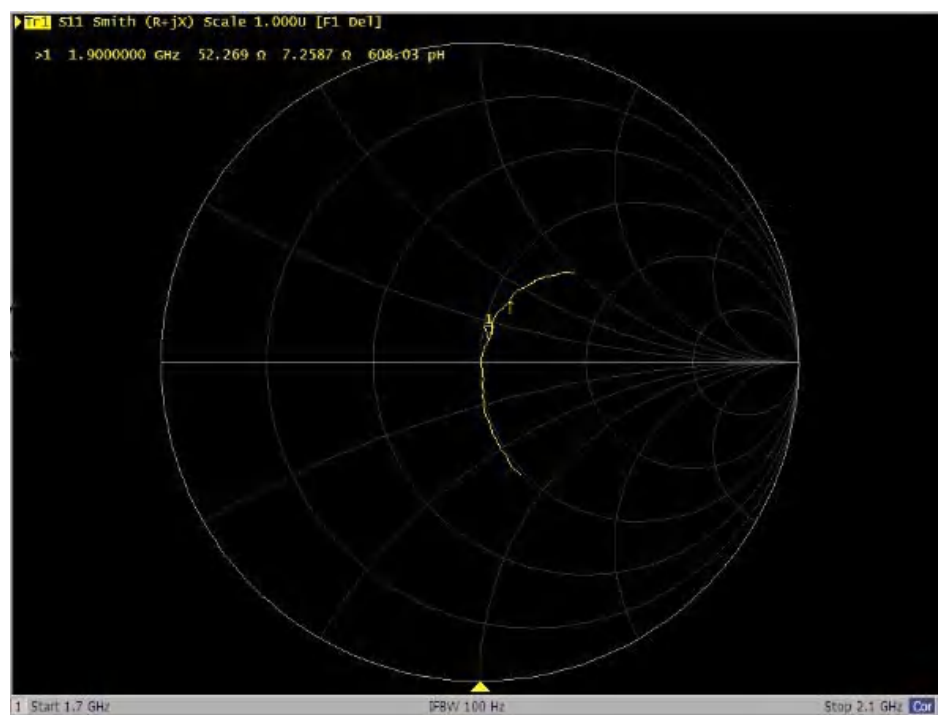 Tr1 S11 Smith (R+jX) Scale 1.000U [F1 Del]
>1 1.9000000 GHz 52.269 Ω 7.2587 Ω 608.03 pH
1
1 Start 1.7 GHz IFBW 100 Hz Stop 2.1 GHz Cor